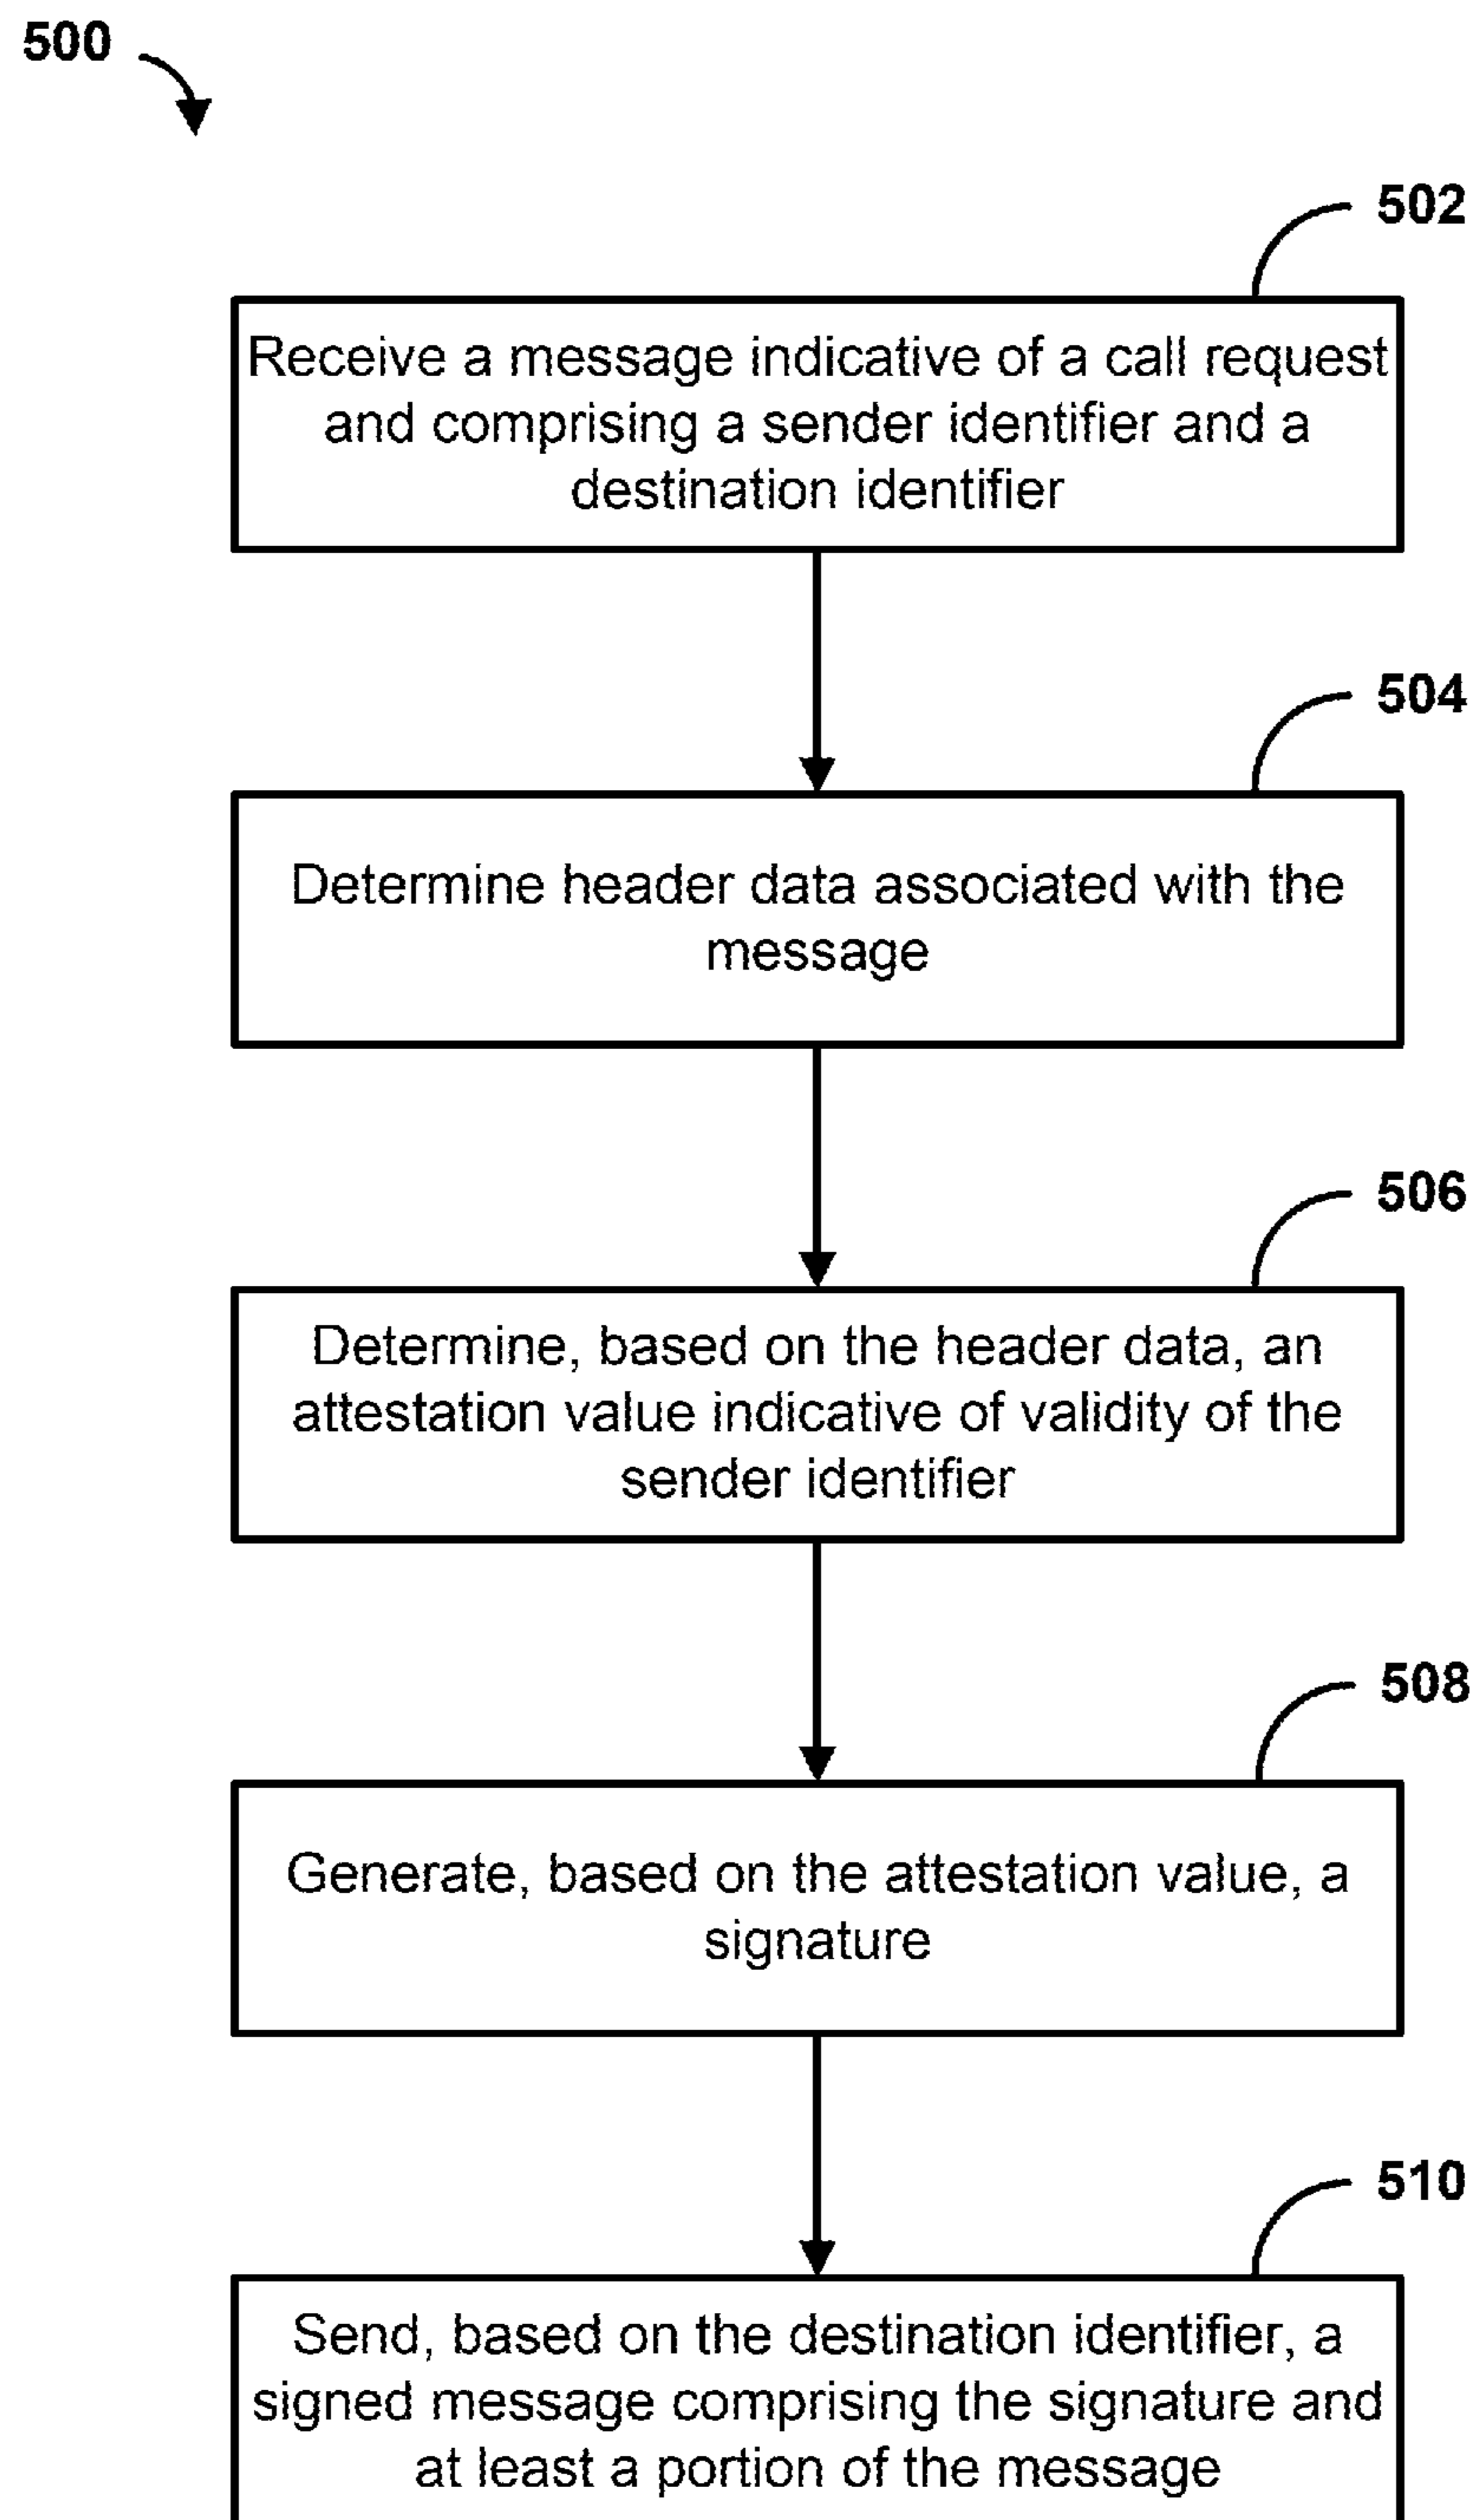 500
502
Receive a message indicative of a call request
and comprising a sender identifier and a
destination identifier
504
Determine header data associated with the
message
506
Determine, based on the header data, an
attestation value indicative of validity of the
sender identifier
508
Generate, based on the attestation value, a
signature
510
Send, based on the destination identifier, a
signed message comprising the signature and
at least a portion of the message